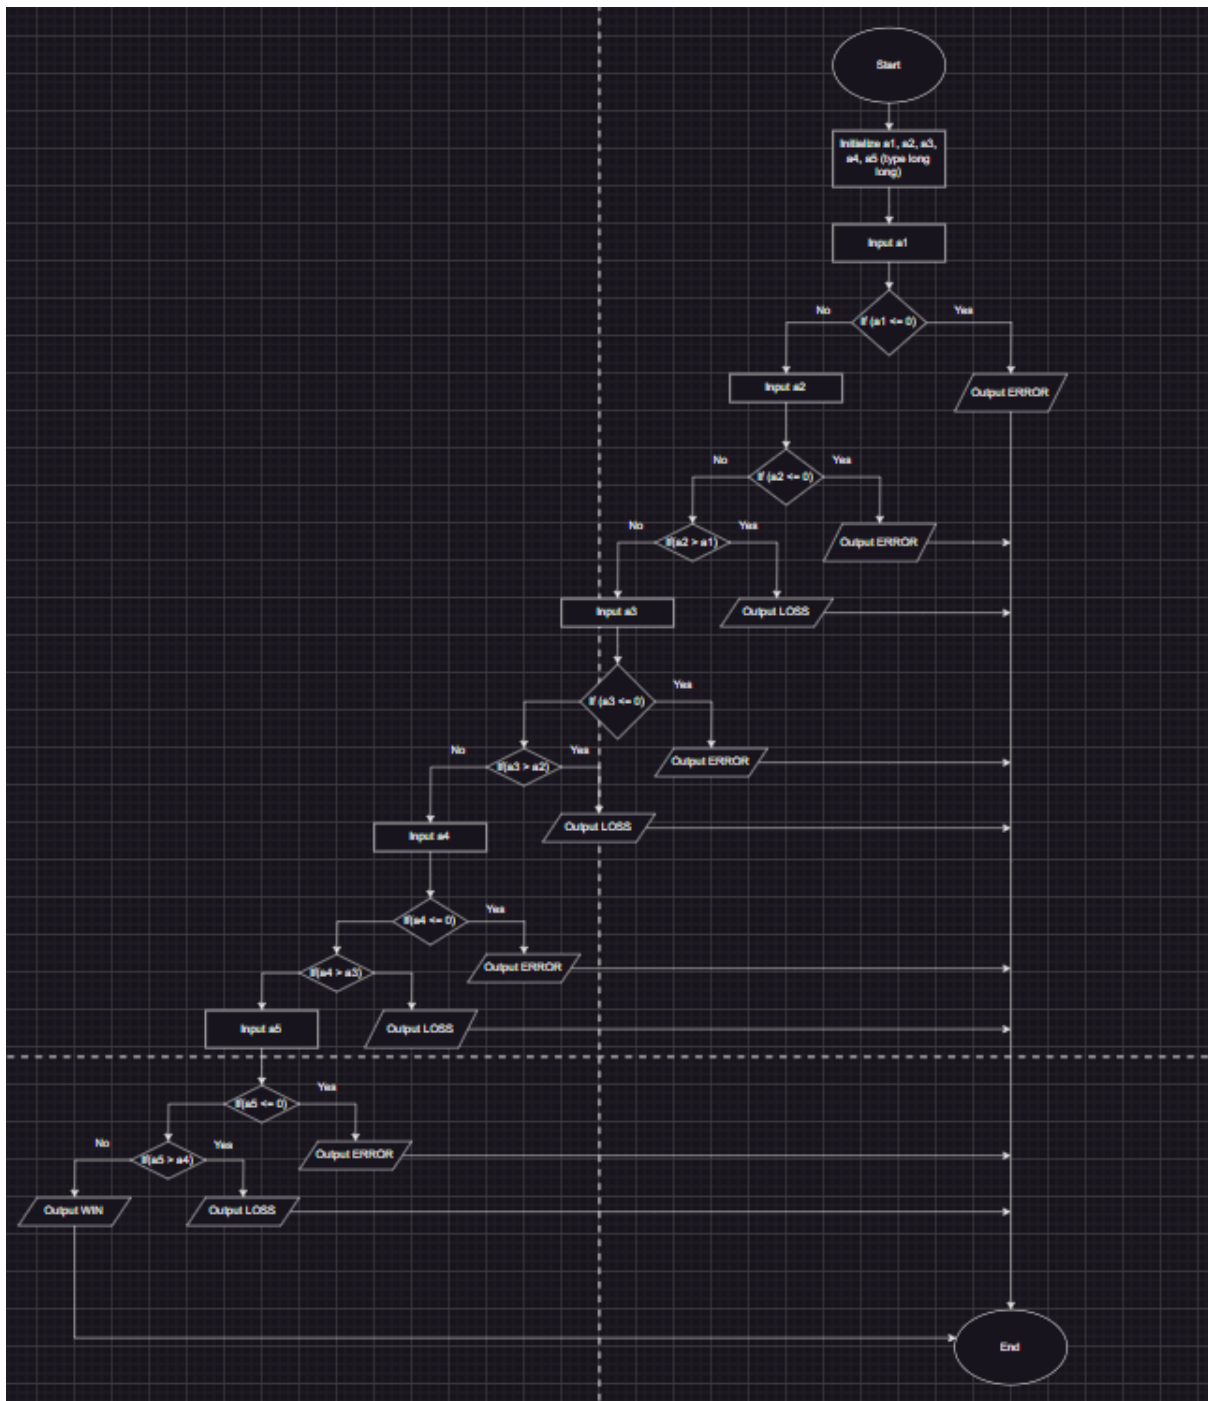 Start
Initialize a1, a2, a3,
a4, a5 (type long
long)
Input a1
No
Yes
If (a1 <= 0)
Input a2
Output ERROR
No
Yes
If (a2 <= 0)
No
Yes
If(a2 > a1)
Output ERROR
Input a3
Output LOSS
Yes
If (a3 <= 0)
No
Yes
If(a3 > a2)
Output ERROR
Output LOSS
Input a4
Yes
If(a4 <= 0)
Output ERROR
If(a4 > a3)
Input a5
Output LOSS
Yes
If(a5 <= 0)
No
Yes
Output ERROR
If(a5 > a4)
Output WIN
Output LOSS
End